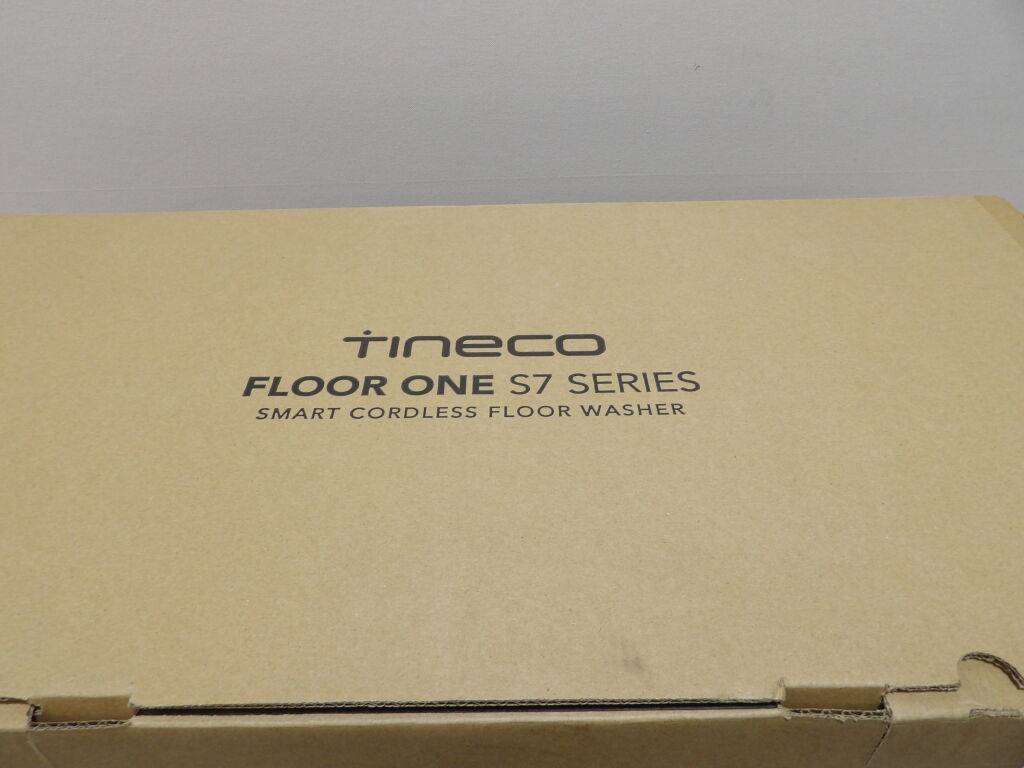 tineco
FLOOR ONE S7 SERIES
SMART CORDLESS FLOOR WASHER